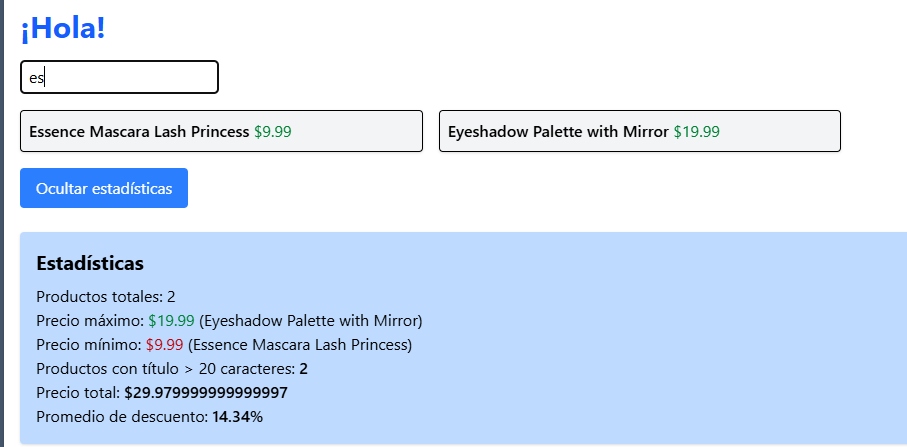 ¡Hola!
es
Essence Mascara Lash Princess $9.99
Eyeshadow Palette with Mirror $19.99
Ocultar estadísticas
Estadísticas
Productos totales: 2
Precio máximo: $19.99 (Eyeshadow Palette with Mirror)
Precio mínimo: $9.99 (Essence Mascara Lash Princess)
Productos con título > 20 caracteres: 2
Precio total: $29.979999999999997
Promedio de descuento: 14.34%